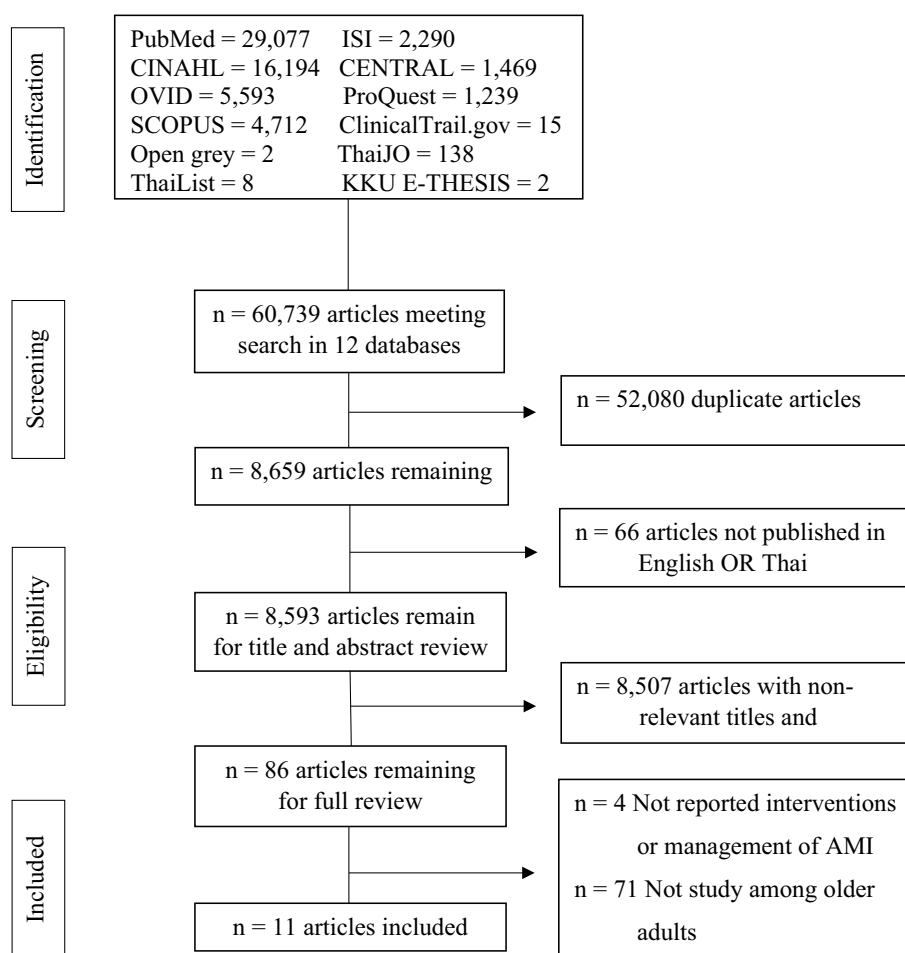 Identification
PubMed = 29,077 ISI = 2,290
CINAHL = 16,194 CENTRAL = 1,469
OVID = 5,593 ProQuest = 1,239
SCOPUS = 4,712 ClinicalTrail.gov = 15
Open grey = 2 ThaiJO = 138
ThaiList = 8 KKU E-THESIS = 2
Screening
n = 60,739 articles meeting
search in 12 databases
n = 52,080 duplicate articles
n = 8,659 articles remaining
Eligibility
n = 66 articles not published in
English OR Thai
n = 8,593 articles remain
for title and abstract review
n = 8,507 articles with non-
relevant titles and
n = 86 articles remaining
for full review
Included
n = 4 Not reported interventions
or management of AMI
n = 71 Not study among older
adults
n = 11 articles included